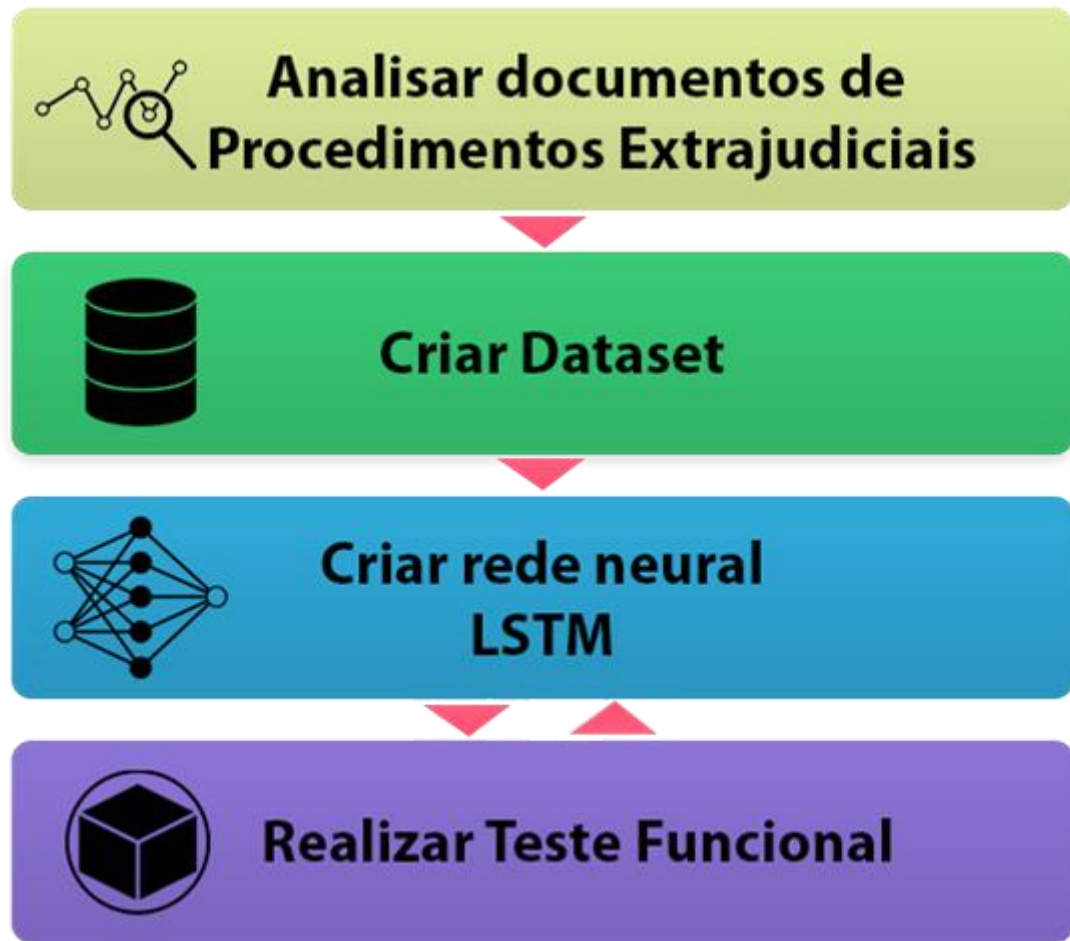 Analisar documentos de
Procedimentos Extrajudiciais
Criar Dataset
Criar rede neural
LSTM
Realizar Teste Funcional